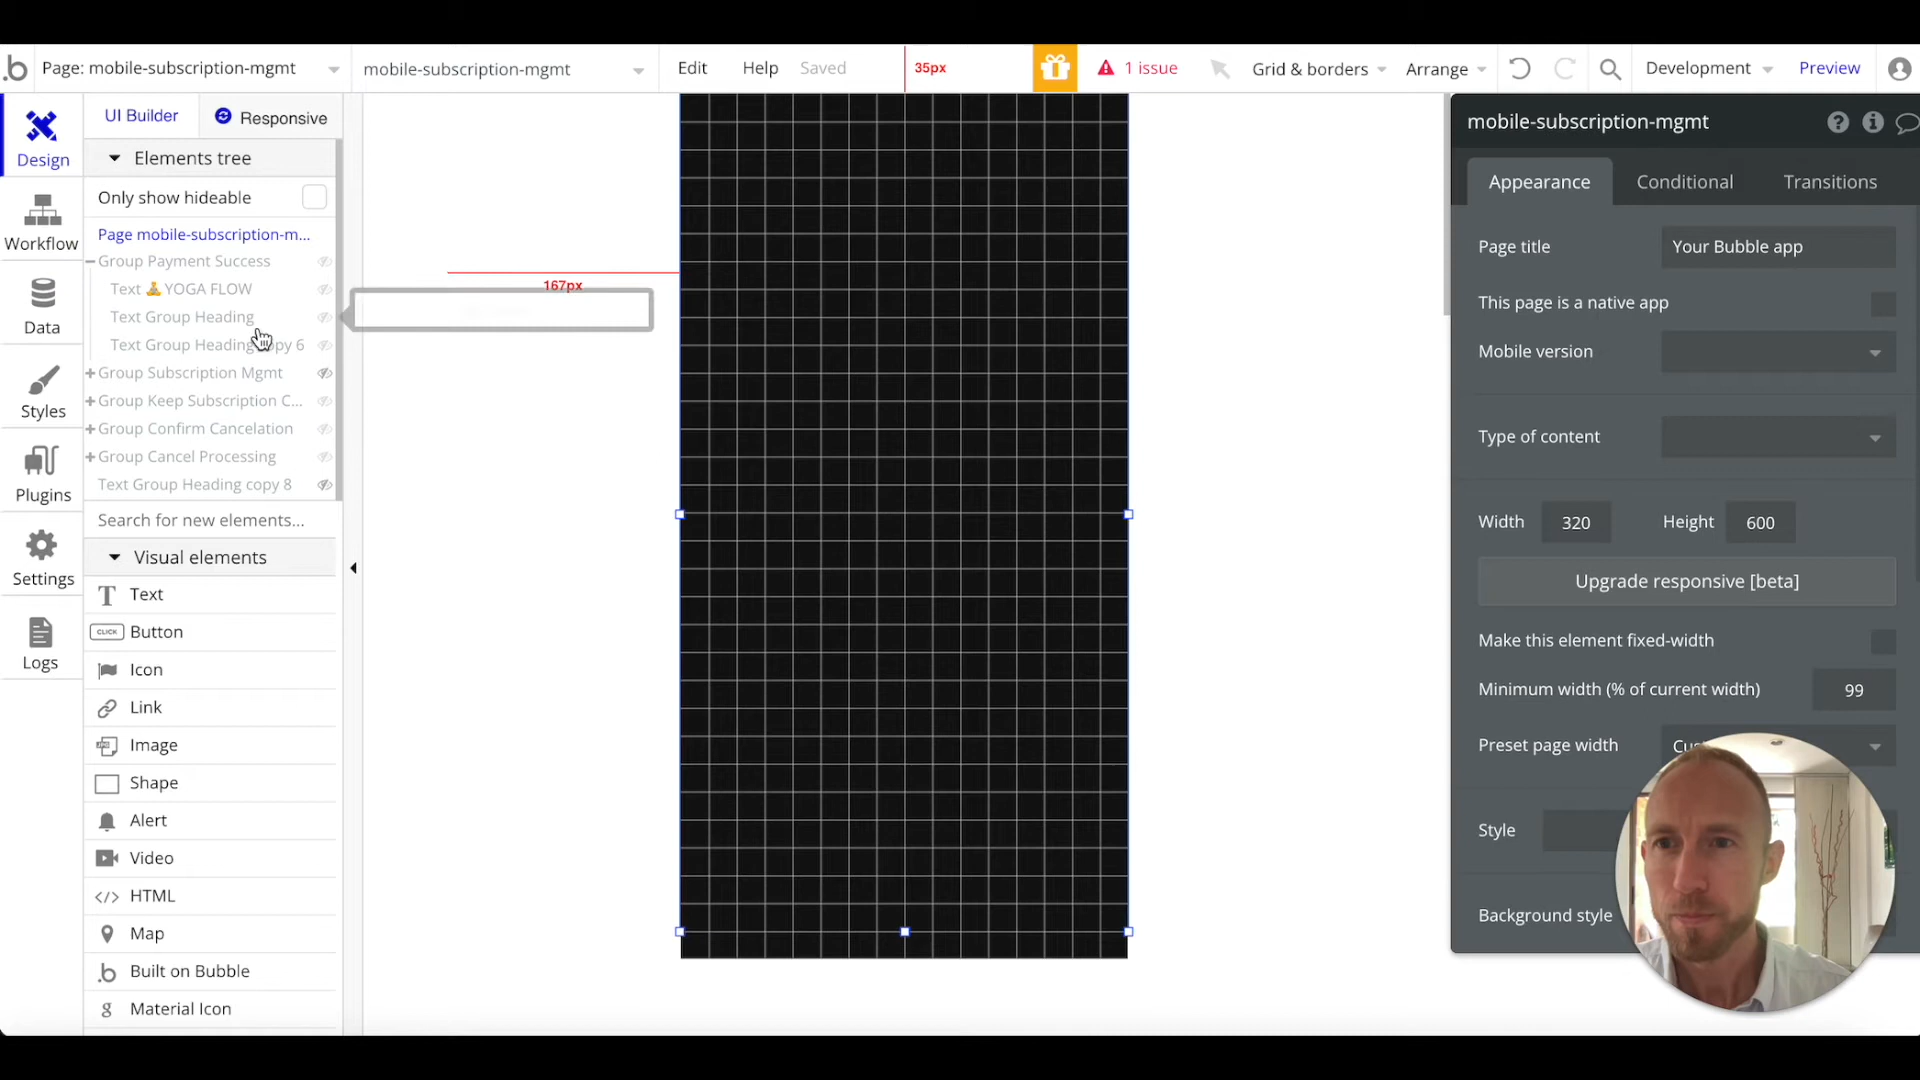 Page: mobile-subscription-mgmt
mobile-subscription-mgmt
Edit
Help
Saved
35px
1 issue
Grid & borders
Arrange
Development
Preview
Design
Workflow
Data
Styles
Plugins
Settings
Logs
UI Builder
Responsive
Elements tree
Only show hideable
Page mobile-subscription-m...
Group Payment Success
Text 🧘 YOGA FLOW
Text Group Heading
Text Group Heading copy 6
Group Subscription Mgmt
Group Keep Subscription C...
Group Confirm Cancelation
Group Cancel Processing
Text Group Heading copy 8
Search for new elements...
Visual elements
Text
CLICK Button
Icon
Link
Image
Shape
Alert
Video
HTML
Map
Built on Bubble
Material Icon
167px
mobile-subscription-mgmt
Appearance
Conditional
Transitions
Page title
Your Bubble app
This page is a native app
Mobile version
Type of content
Width 320
Height 600
Upgrade responsive [beta]
Make this element fixed-width
Minimum width (% of current width) 99
Preset page width
Style
Background style